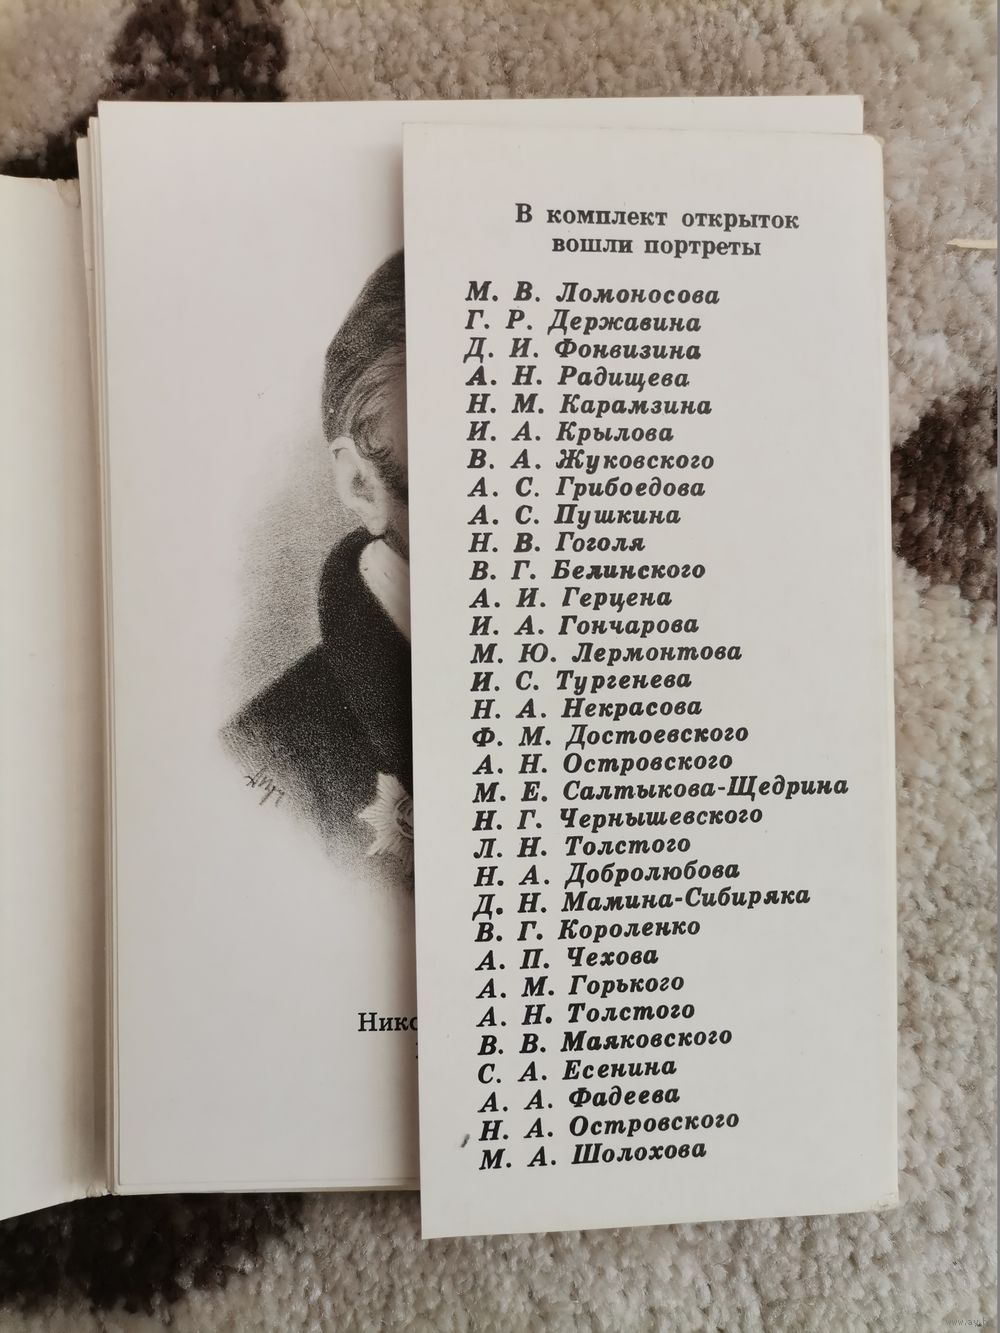 В комплект открыток
вошли портреты
М. В. Ломоносова
Г. Р. Державина
Д. И. Фонвизина
А. Н. Радищева
Н. М. Карамзина
И. А. Крылова
В. А. Жуковского
А. С. Грибоедова
А. С. Пушкина
Н. В. Гоголя
В. Г. Белинского
А. И. Герцена
И. А. Гончарова
М. Ю. Лермонтова
И. С. Тургенева
Н. А. Некрасова
Ф. М. Достоевского
А. Н. Островского
М. Е. Салтыкова-Щедрина
Н. Г. Чернышевского
Л. Н. Толстого
Н. А. Добролюбова
Д. Н. Мамина-Сибиряка
В. Г. Короленко
А. П. Чехова
А. М. Горького
А. Н. Толстого
В. В. Маяковского
С. А. Есенина
А. А. Фадеева
Н. А. Островского
М. А. Шолохова